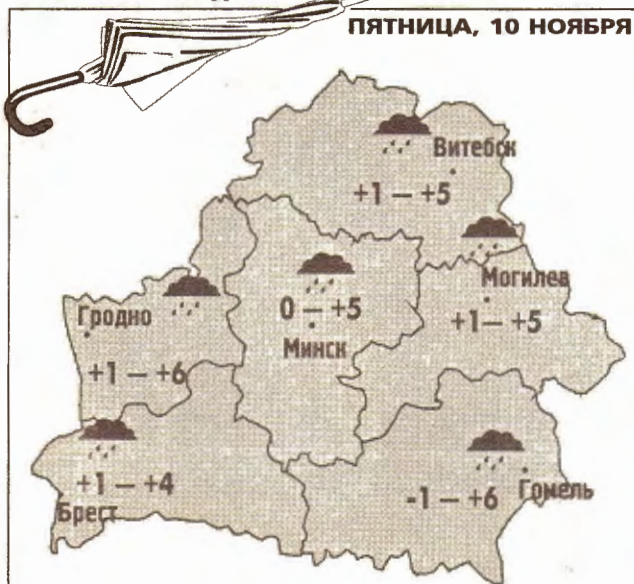 ПЯТНИЦА, 10 НОЯБРЯ
Витебск
+1 — +5
Могилев
+1— +5
0 — +5
Минск
Гродно
+1 — +6
+1 — +4
Брест
-1 — +6
Гомель